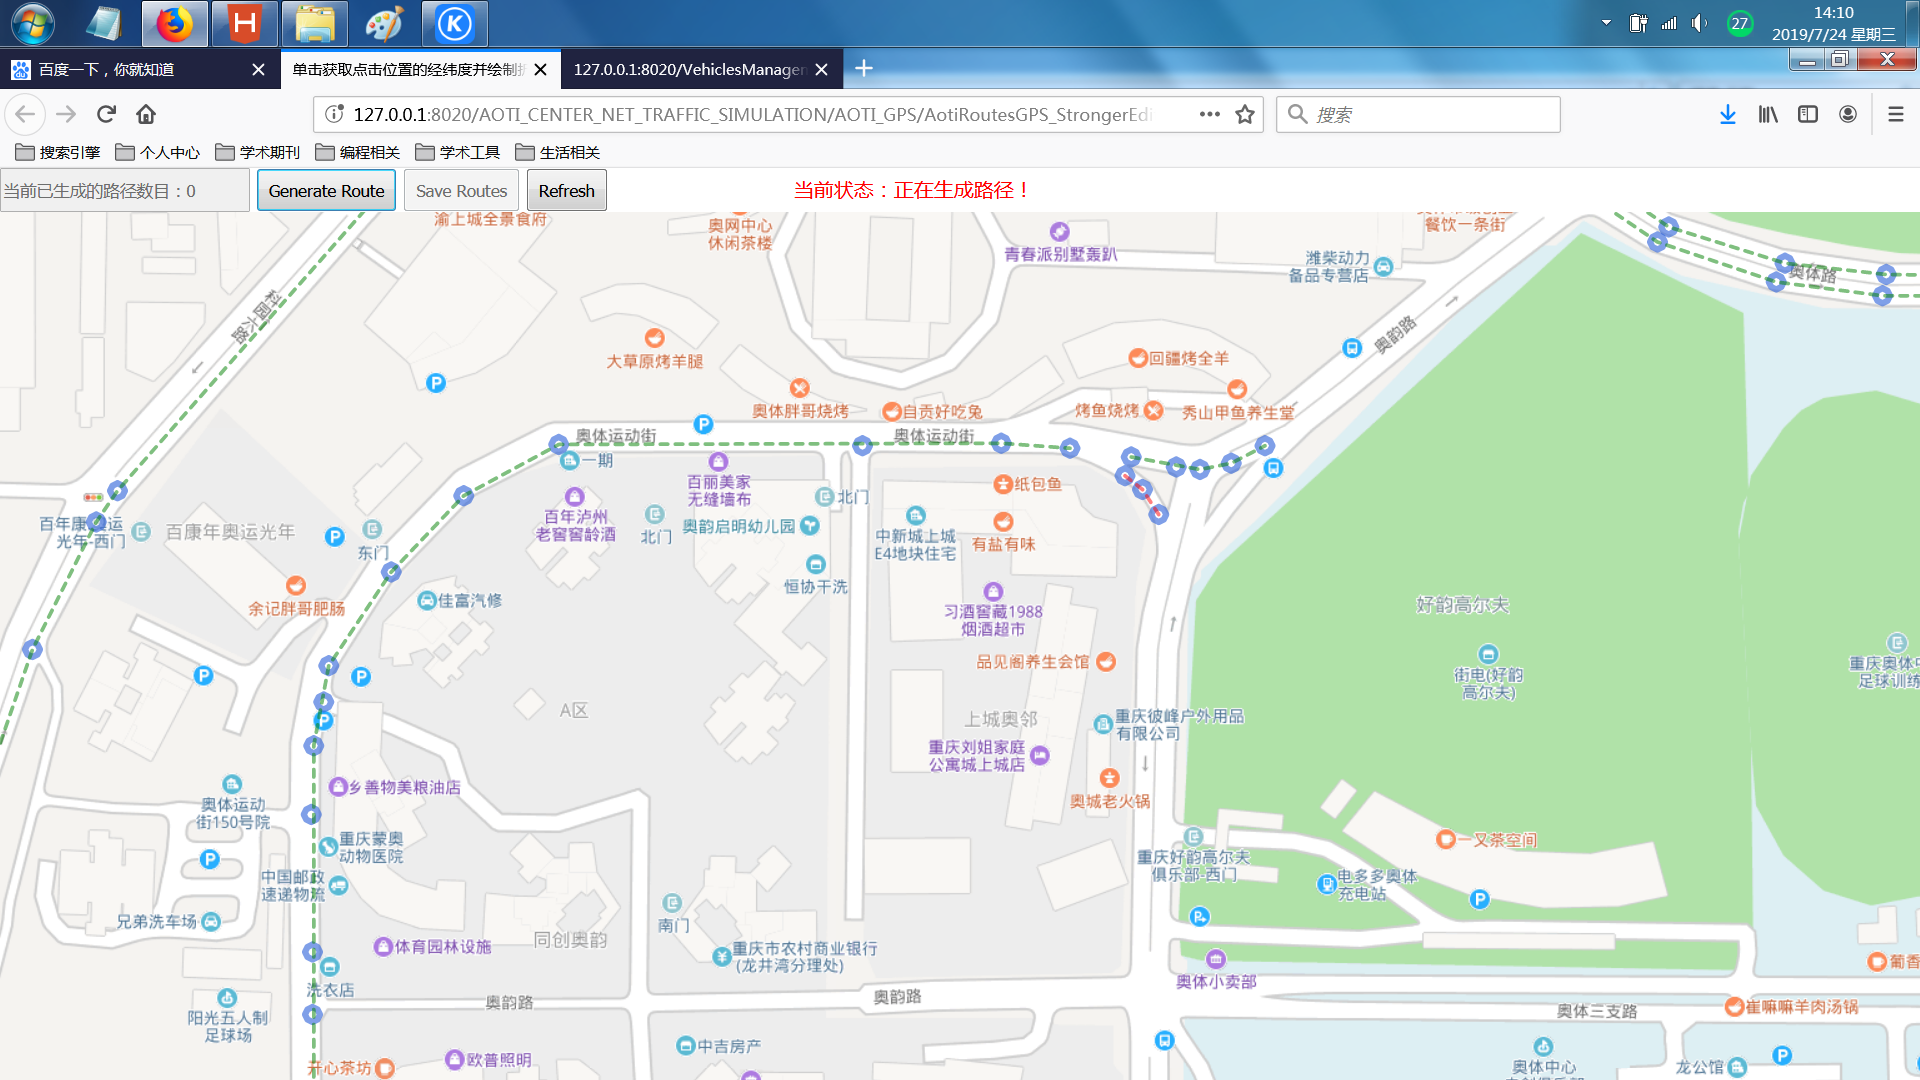 27
14:10
2019/7/24 星期三
百度一下，你就知道
单击获取点击位置的经纬度并绘制
127.0.0.1:8020/VehiclesManage
127.0.0.1:8020/AOTI_CENTER_NET_TRAFFIC_SIMULATION/AOTI_GPS/AotiRoutesGPS_StrongerEdi
搜索
搜索引擎
个人中心
学术期刊
编程相关
学术工具
生活相关
当前已生成的路径数目：0
Generate Route
Save Routes
Refresh
当前状态：正在生成路径！
渝上城全景食府
奥网中心
休闲茶楼
青春派别墅轰趴
餐饮一条街
潍柴动力
备品专营店
奥体路
科园六路
大草原烤羊腿
回疆烤全羊
奥韵路
奥体胖哥烧烤
自贡好吃兔
烤鱼烧烤
秀山甲鱼养生堂
奥体运动街
奥体运动街
一期
百丽美家
无缝墙布
北门
纸包鱼
百年康奥运
光年-西门
百康年奥运光年
东门
百年泸州
老窖窖龄酒
北门
奥韵启明幼儿园
中新城上城
E4地块住宅
有盐有味
恒协干洗
余记胖哥肥肠
佳富汽修
习酒窖藏1988
烟酒超市
好韵高尔夫
品见阁养生会馆
街电(好韵
高尔夫)
重庆奥体中
足球训练
A区
上城奥邻
重庆彼峰户外用品
有限公司
重庆刘姐家庭
公寓城上城店
乡善物美粮油店
奥体运动
街150号院
奥城老火锅
重庆蒙奥
动物医院
一叉茶空间
重庆好韵高尔夫
俱乐部-西门
中国邮政
速递物流
电多多奥体
充电站
兄弟洗车场
南门
体育园林设施
同创奥韵
重庆市农村商业银行
(龙井湾分理处)
葡香
奥体小卖部
洗衣店
奥韵路
奥韵路
奥体三支路
崔嘛嘛羊肉汤锅
阳光五人制
足球场
开心茶坊
欧普照明
中吉房产
奥体中心
龙公馆